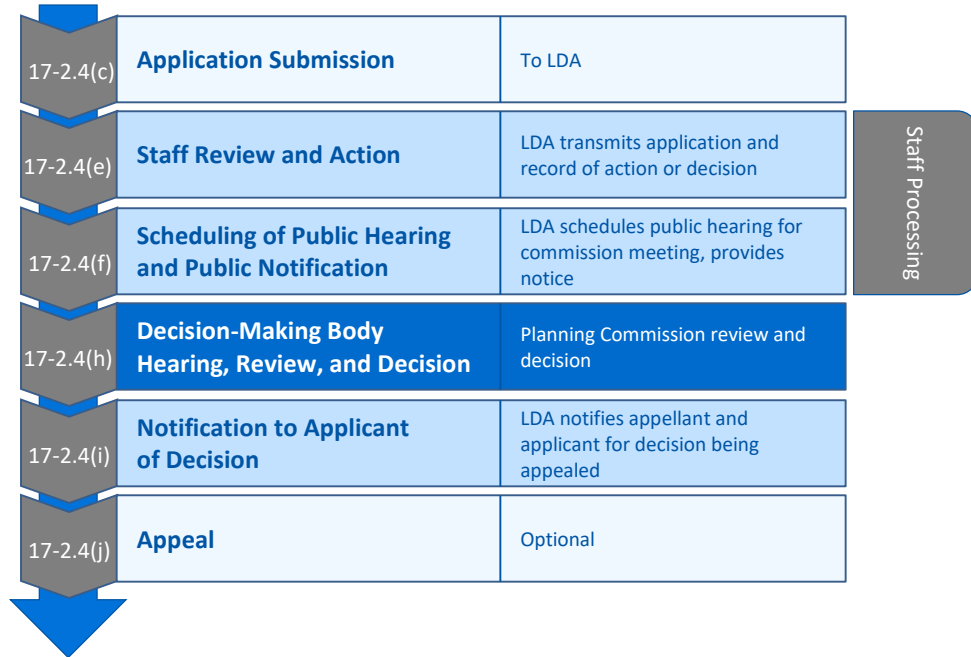 17-2.4(c)
Application Submission
To LDA
17-2.4(e)
Staff Review and Action
LDA transmits application and
record of action or decision
17-2.4(f)
Scheduling of Public Hearing
and Public Notification
LDA schedules public hearing for
commission meeting, provides
notice
Staff Processing
17-2.4(h)
Decision-Making Body
Hearing, Review, and Decision
Planning Commission review and
decision
17-2.4(i)
Notification to Applicant
of Decision
LDA notifies appellant and
applicant for decision being
appealed
17-2.4(j)
Appeal
Optional